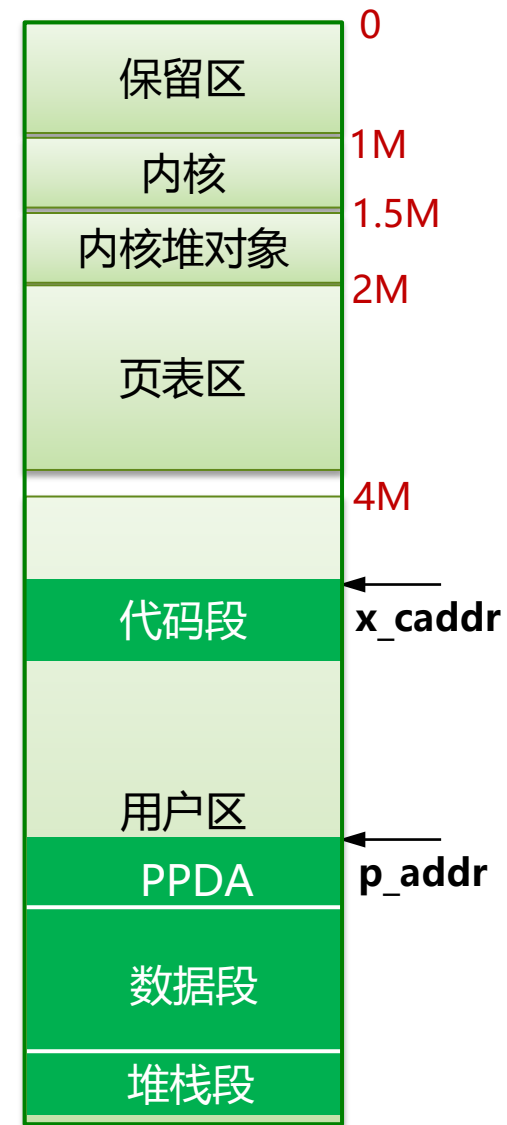 0
保留区
1M
内核
1.5M
内核堆对象
2M
页表区
4M
代码段
x_caddr
用户区
p_addr
PPDA
数据段
堆栈段